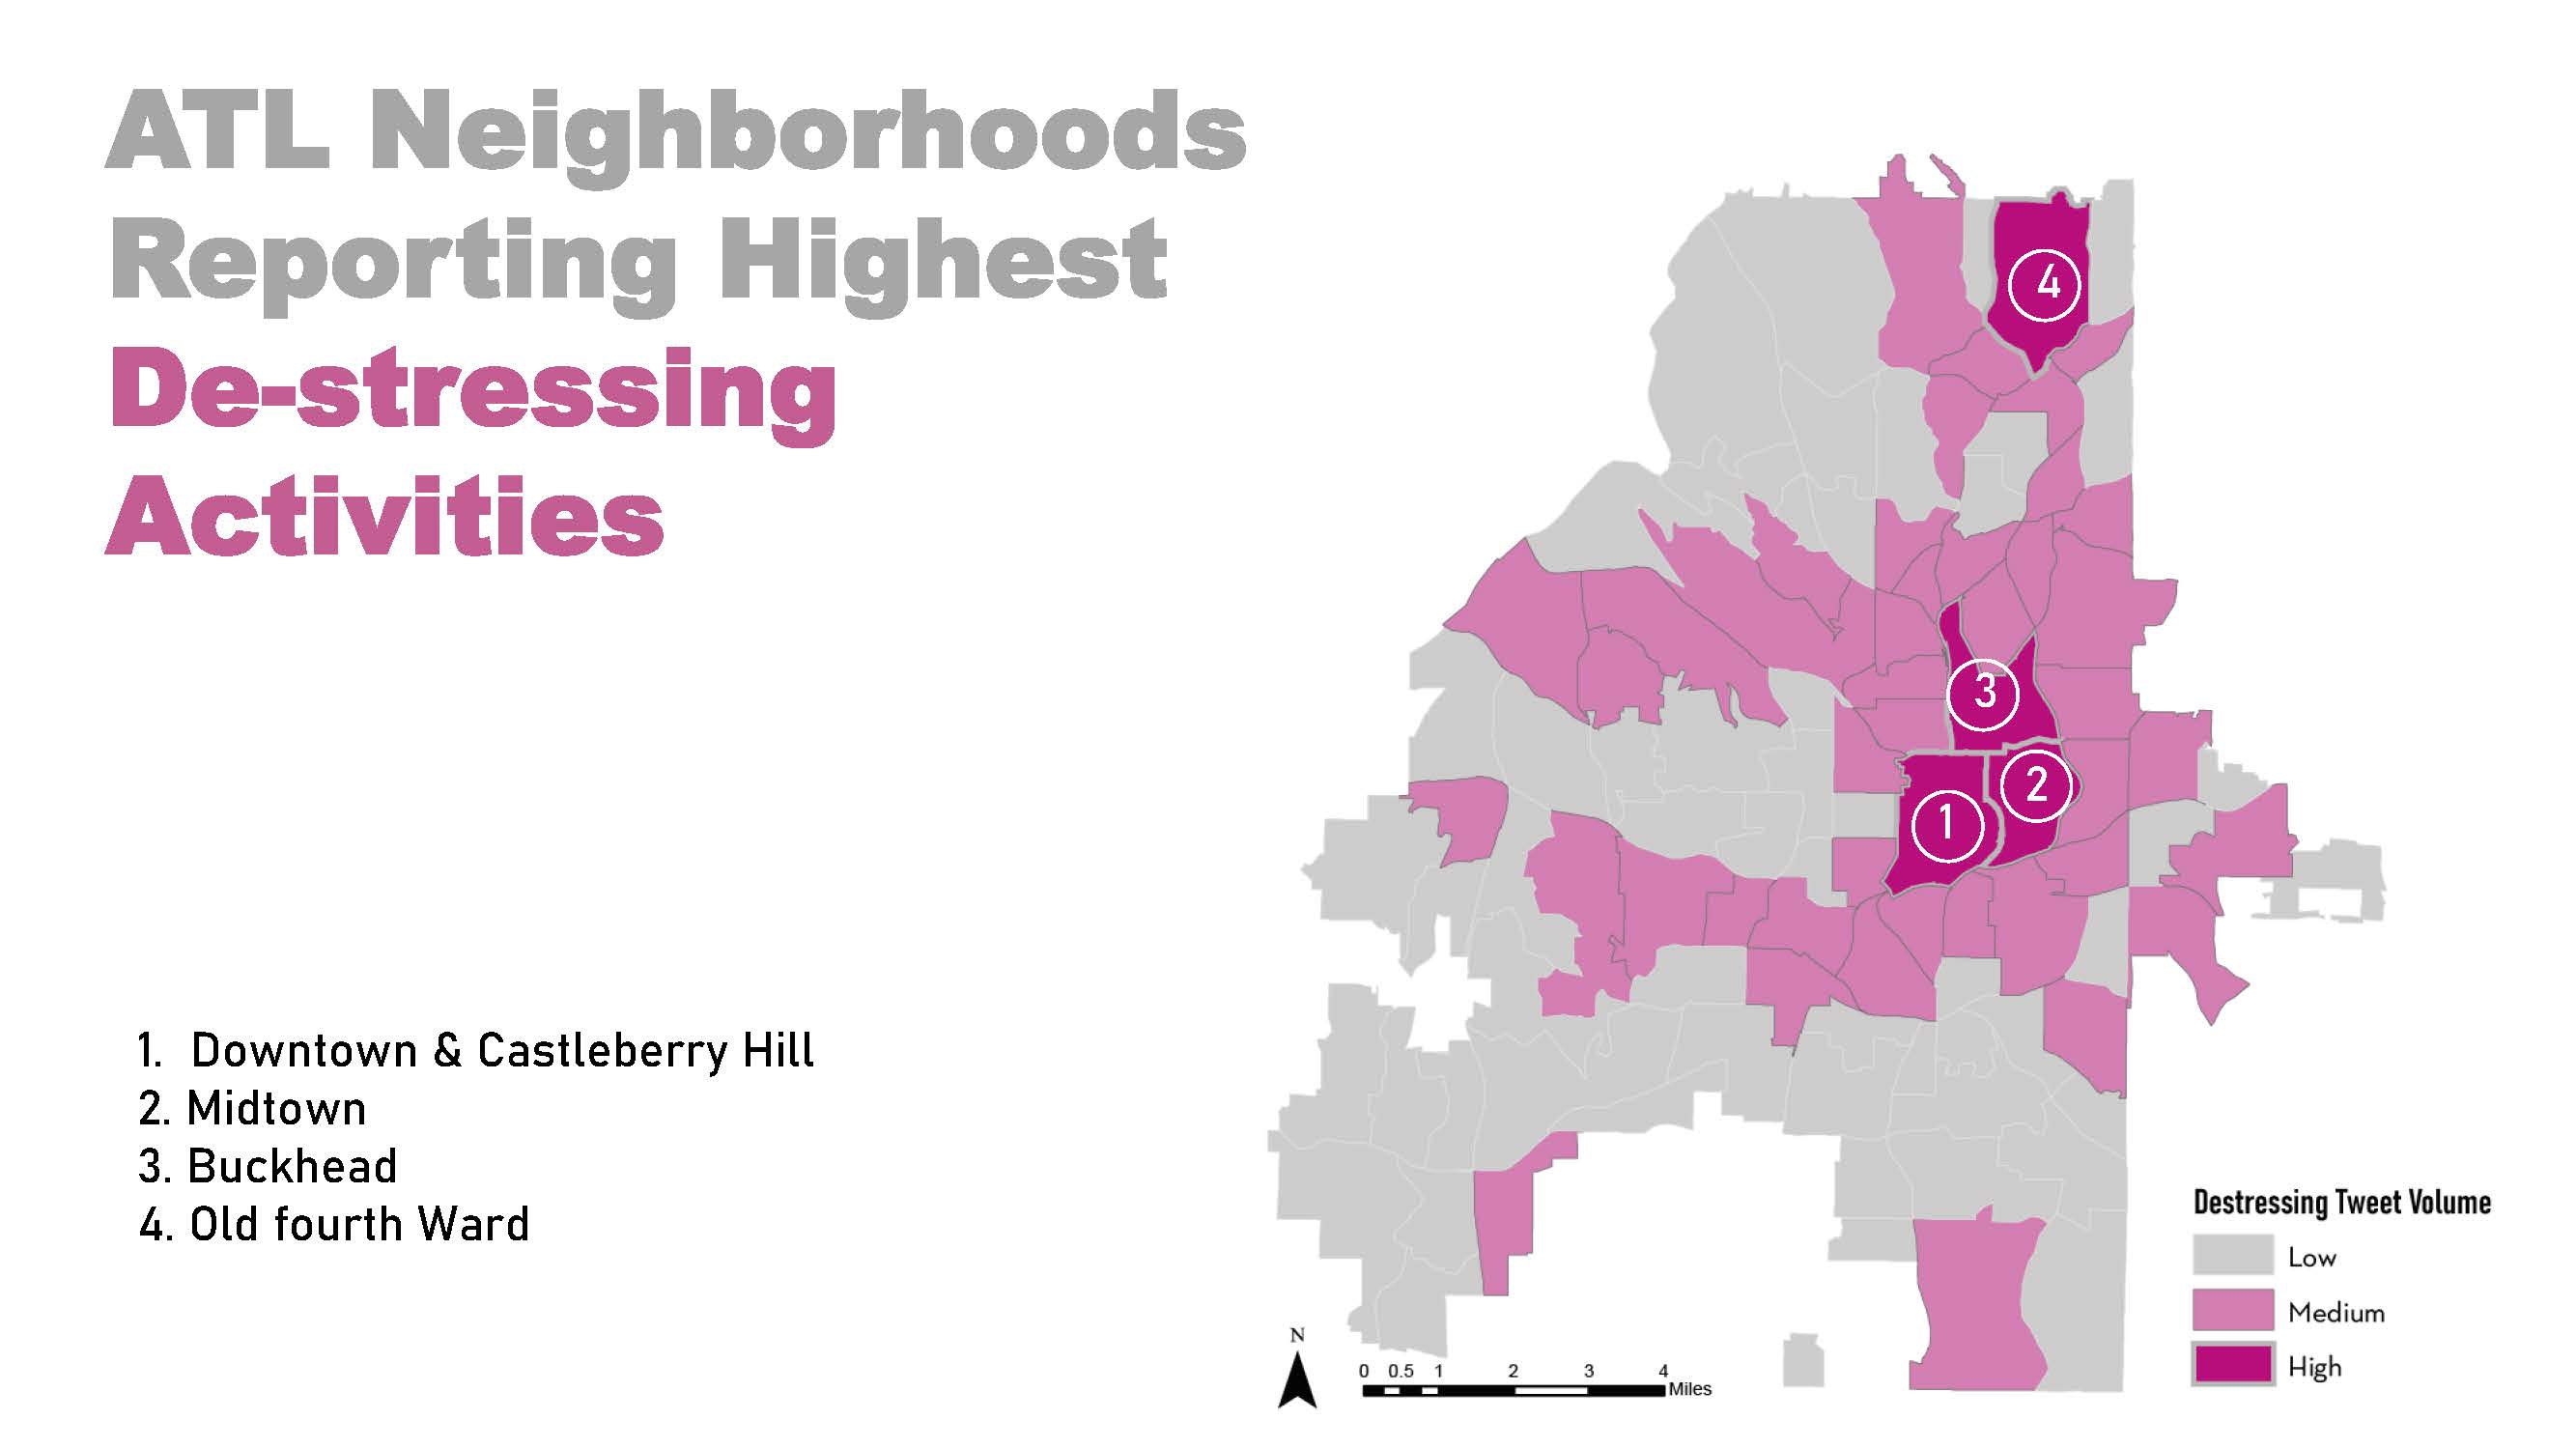 ATL Neighborhoods
Reporting Highest
De-stressing
Activities
1. Downtown & Castleberry Hill
2. Midtown
3. Buckhead
4. Old fourth Ward
4
3
2
1
Destressing Tweet Volume
Low
Medium
High
N
0 0.5 1 2 3 4
Miles